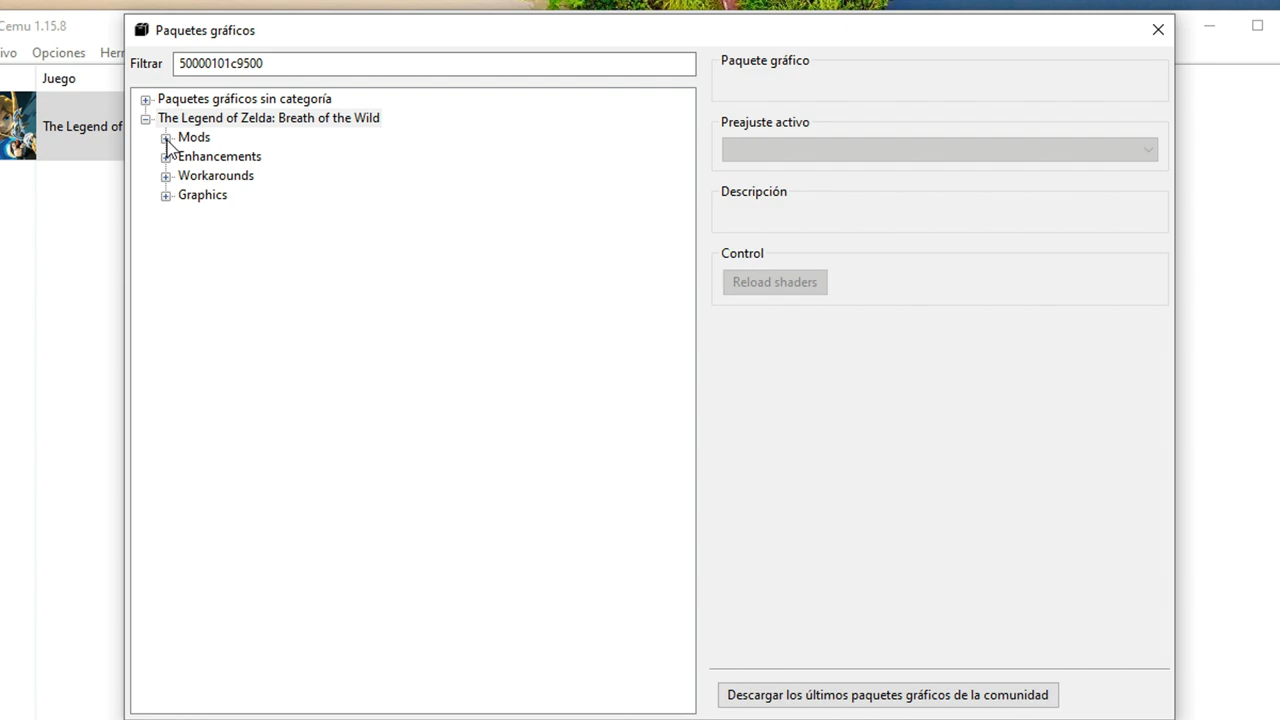 Cemu 1.15.8
Paquetes gráficos
ivo Opciones Herr
Filtrar 50000101c9500
Juego
The Legend of
Paquetes gráficos sin categoría
The Legend of Zelda: Breath of the Wild
Mods
Enhancements
Workarounds
Graphics
Paquete gráfico
Preajuste activo
Descripción
Control
Reload shaders
Descargar los últimos paquetes gráficos de la comunidad